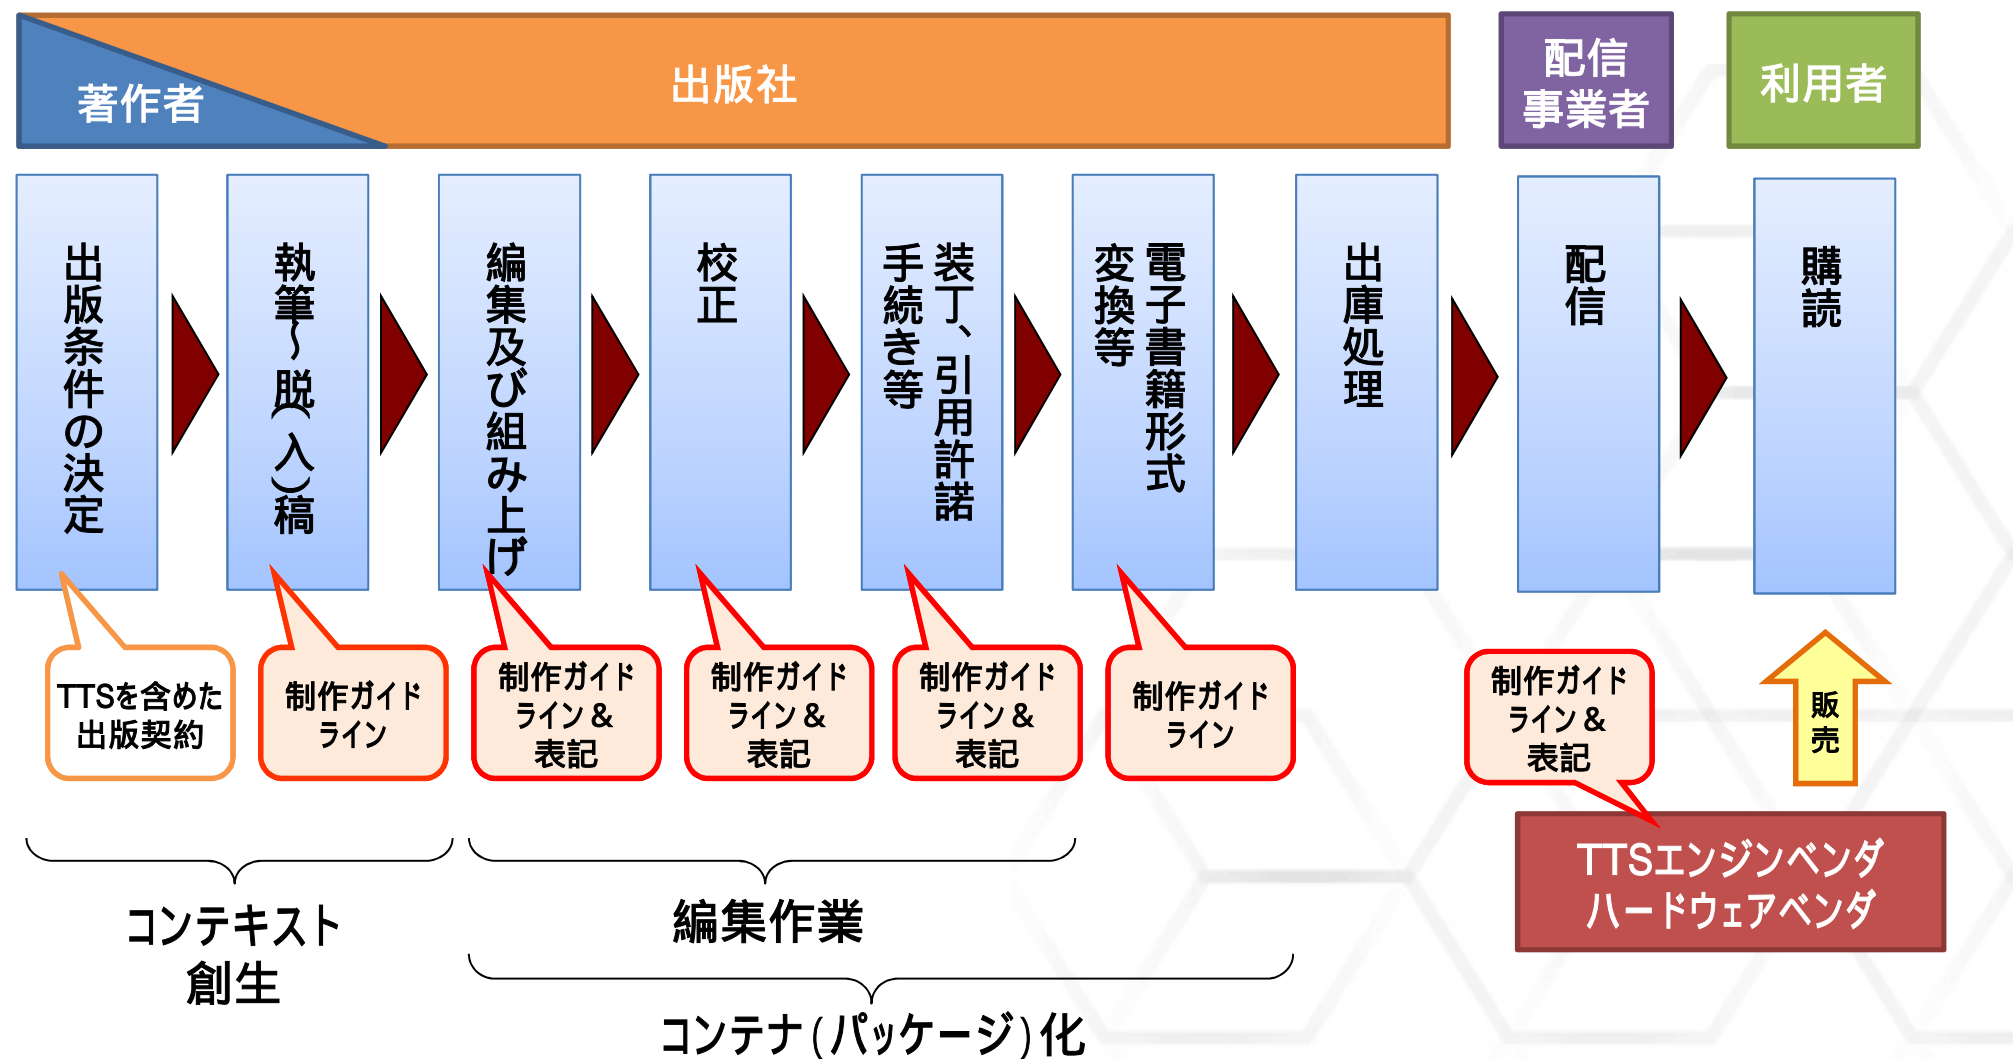 著作者
出版社
配信
事業者
利用者
出版条件の決定
執筆～脱(入)稿
編集及び組み上げ
校正
装丁、引用許諾
手続き等
電子書籍形式
変換等
出庫処理
配信
購読
TTSを含めた
出版契約
制作ガイド
ライン
制作ガイド
ライン＆
表記
制作ガイド
ライン＆
表記
制作ガイド
ライン＆
表記
制作ガイド
ライン
制作ガイド
ライン＆
表記
販
売
TTSエンジンベンダ
ハードウェアベンダ
コンテキスト
創生
編集作業
コンテナ(パッケージ)化